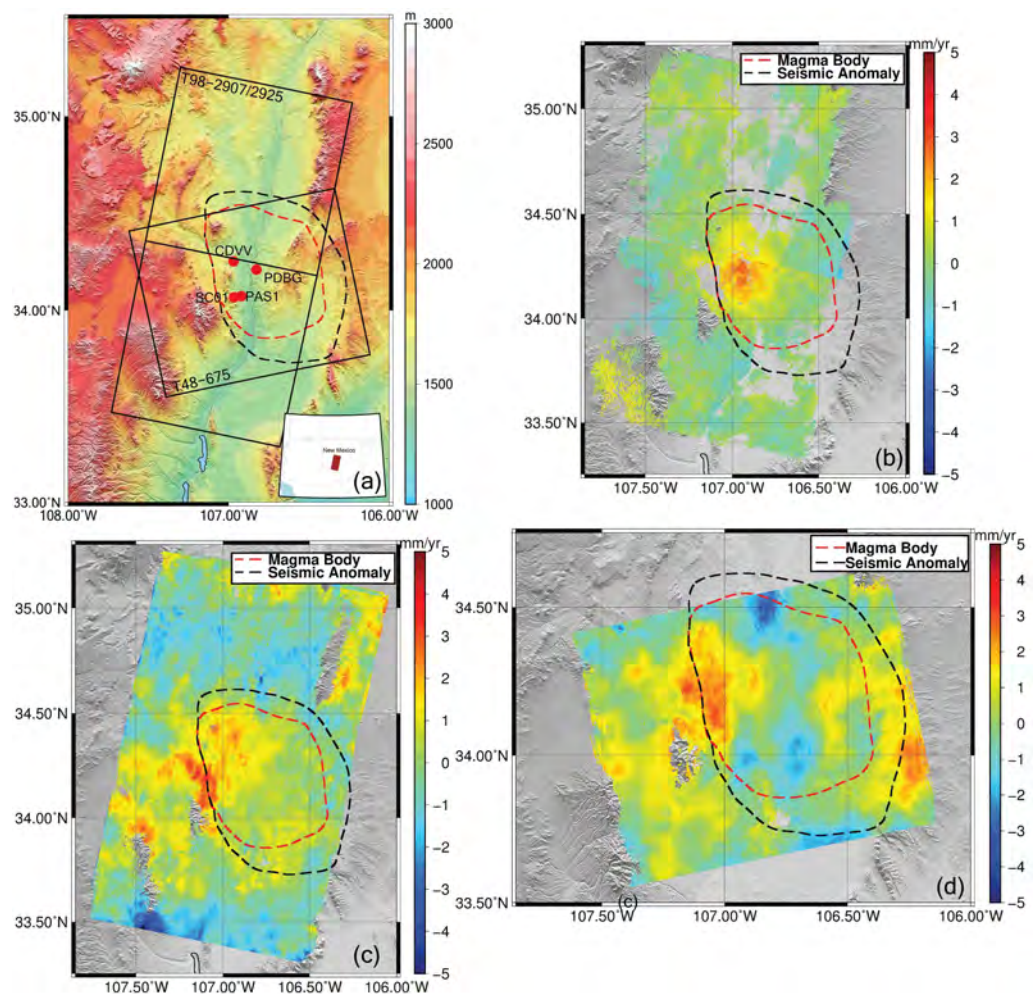 m
3000
2500
2000
1500
1000
T98-2907/2925
CDVV
PDBG
SC01
PAS1
T48-675
New Mexico
(a)
35.00°N
34.00°N
33.00°N
108.00°W
107.00°W
106.00°W
mm/yr
Magma Body
Seismic Anomaly
5
4
3
2
1
0
-1
-2
-3
-4
-5
35.00°N
34.50°N
34.00°N
33.50°N
(b)
107.50°W
107.00°W
106.50°W
106.00°W
mm/yr
Magma Body
Seismic Anomaly
5
4
3
2
1
0
-1
-2
-3
-4
-5
35.00°N
34.50°N
34.00°N
33.50°N
(c)
107.50°W
107.00°W
106.50°W
106.00°W
mm/yr
Magma Body
Seismic Anomaly
5
4
3
2
1
0
-1
-2
-3
-4
-5
34.50°N
34.00°N
33.50°N
(d)
107.50°W
(c)
107.00°W
106.50°W
106.00°W